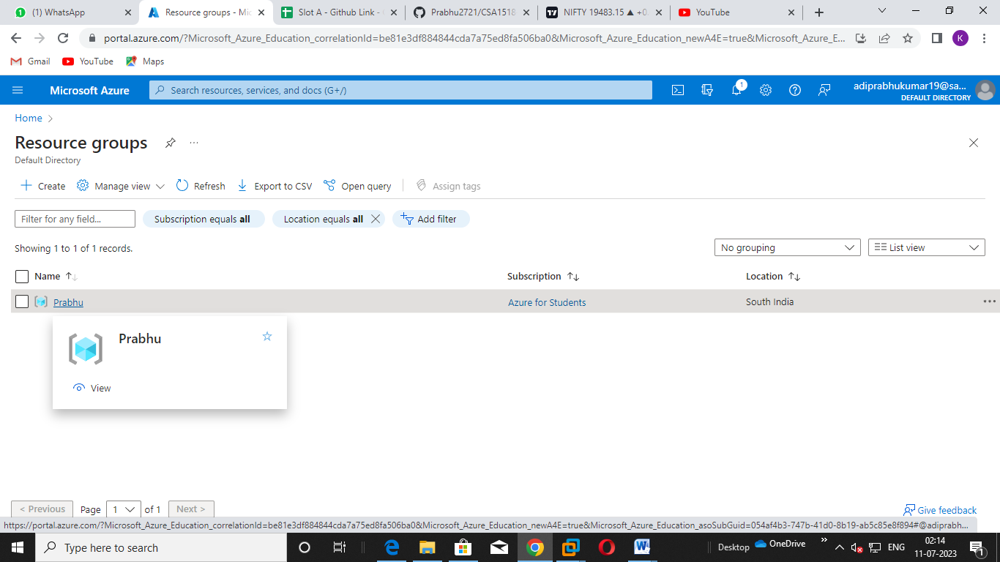 (1) WhatsApp
Resource groups - Mic
Slot A - Github Link -
Prabhu2721/CSA1518
NIFTY 19483.15 ▲ +0.
YouTube
portal.azure.com/?Microsoft_Azure_Education_correlationId=be81e3df884844cda7a75ed8fa506ba0&Microsoft_Azure_Education_newA4E=true&Microsoft_Azure_E...
K
Gmail
YouTube
Maps
Microsoft Azure
Search resources, services, and docs (G+/)
1
adiprabhukumar19@sa...
DEFAULT DIRECTORY
Home
Resource groups
Default Directory
Create
Manage view
Refresh
Export to CSV
Open query
Assign tags
Filter for any field...
Subscription equals all
Location equals all
Add filter
Showing 1 to 1 of 1 records.
No grouping
List view
Name
Subscription
Location
Prabhu
Azure for Students
South India
Prabhu
View
< Previous
Page
1
of 1
Next >
Give feedback
https://portal.azure.com/?Microsoft_Azure_Education_correlationId=be81e3df884844cda7a75ed8fa506ba0&Microsoft_Azure_Education_newA4E=true&Microsoft_Azure_Education_asoSubGuid=054af4b3-747b-41d0-8b19-ab5c85e8f894#@adiprabh...
Type here to search
Desktop
OneDrive
ENG
02:14
11-07-2023
1